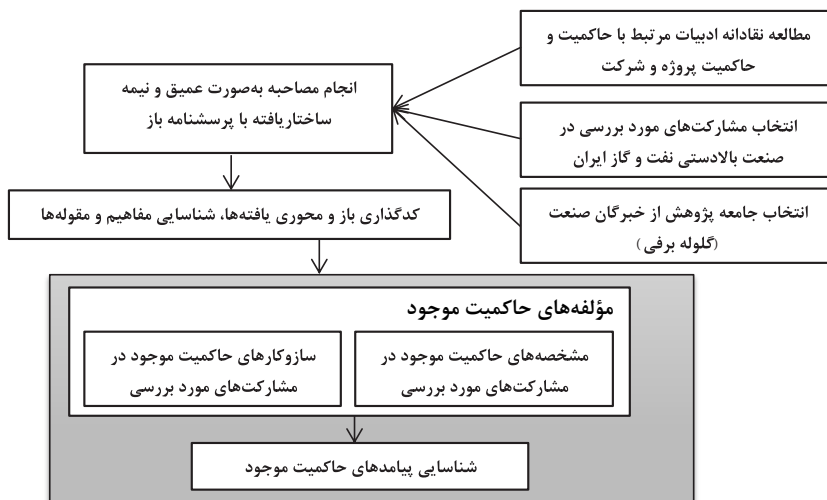 مطالعه نقادانه ادبیات مرتبط با حاکمیت و
حاکمیت پروژه و شرکت
انتخاب مشارکت‌های مورد بررسی در
صنعت بالادستی نفت و گاز ایران
انتخاب جامعه پژوهش از خبرگان صنعت
(گلوله برفی)
انجام مصاحبه به‌صورت عمیق و نیمه
ساختاریافته با پرسشنامه باز
کدگذاری باز و محوری یافته‌ها، شناسایی مفاهیم و مقوله‌ها
مؤلفه‌های حاکمیت موجود
مشخصه‌های حاکمیت موجود در
مشارکت‌های مورد بررسی
سازوکارهای حاکمیت موجود در
مشارکت‌های مورد بررسی
شناسایی پیامدهای حاکمیت موجود